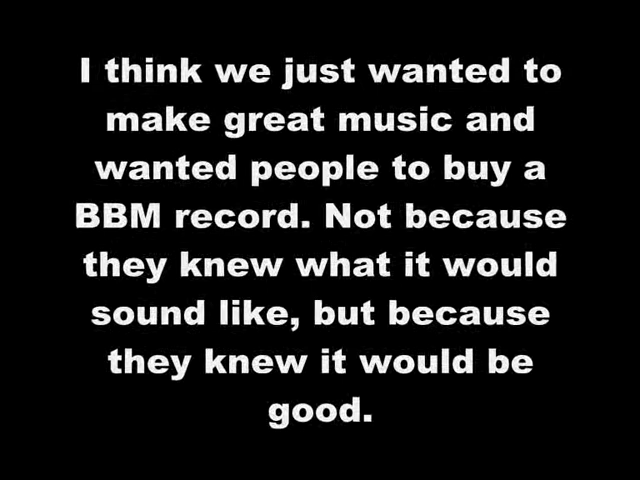 I think we just wanted to
make great music and
wanted people to buy a
BBM record. Not because
they knew what it would
sound like, but because
they knew it would be
good.